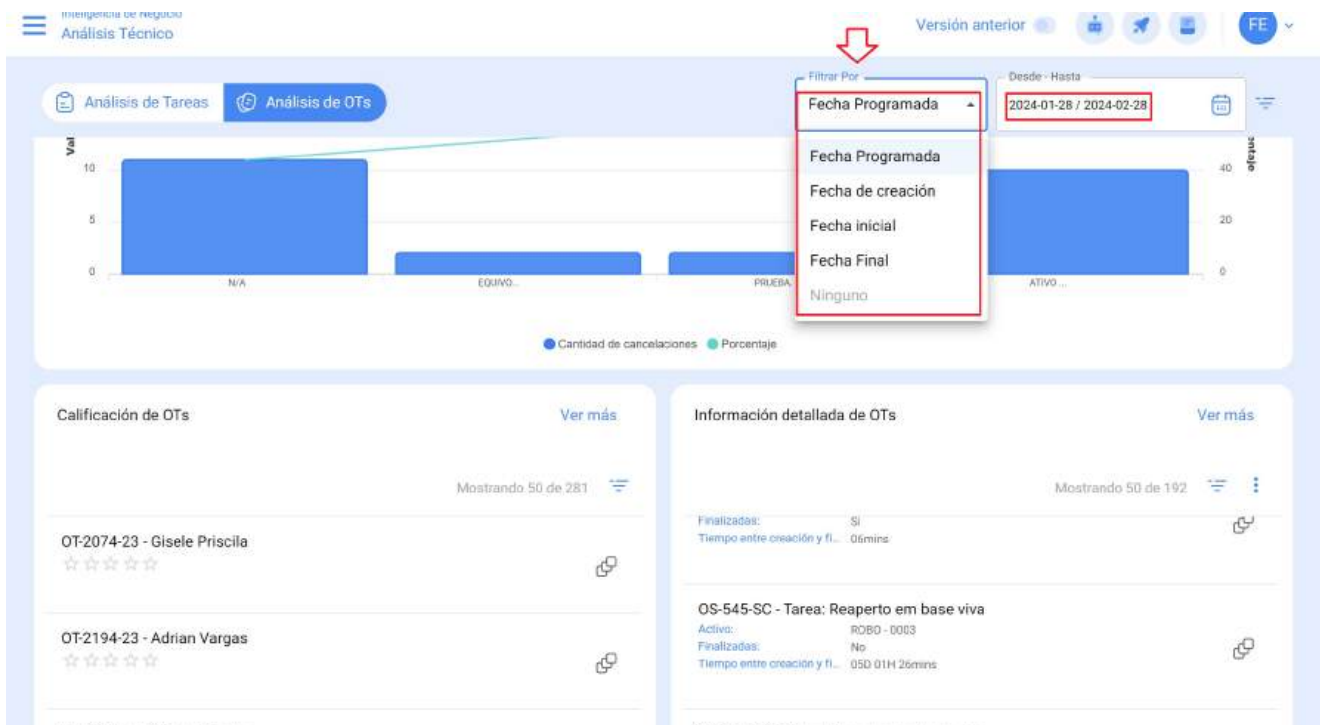 Inteligencia de Negocio
Análisis Técnico
Versión anterior
FE
Análisis de Tareas
Análisis de OTs
Filtrar Por
Fecha Programada
Desde - Hasta
2024-01-28 / 2024-02-28
Fecha Programada
Fecha de creación
Fecha inicial
Fecha Final
Ninguno
Val
10
5
0
entaje
40
20
0
N/A
EQUIVO...
PRUEBA
ATIVO ...
Cantidad de cancelaciones
Porcentaje
Calificación de OTs
Ver más
Mostrando 50 de 281
OT-2074-23 - Gisele Priscila
OT-2194-23 - Adrian Vargas
Información detallada de OTs
Ver más
Mostrando 50 de 192
Finalizadas: Si
Tiempo entre creación y fi... 06mins
OS-545-SC - Tarea: Reaperto em base viva
Activo: ROBO - 0003
Finalizadas: No
Tiempo entre creación y fi... 05D 01H 26mins